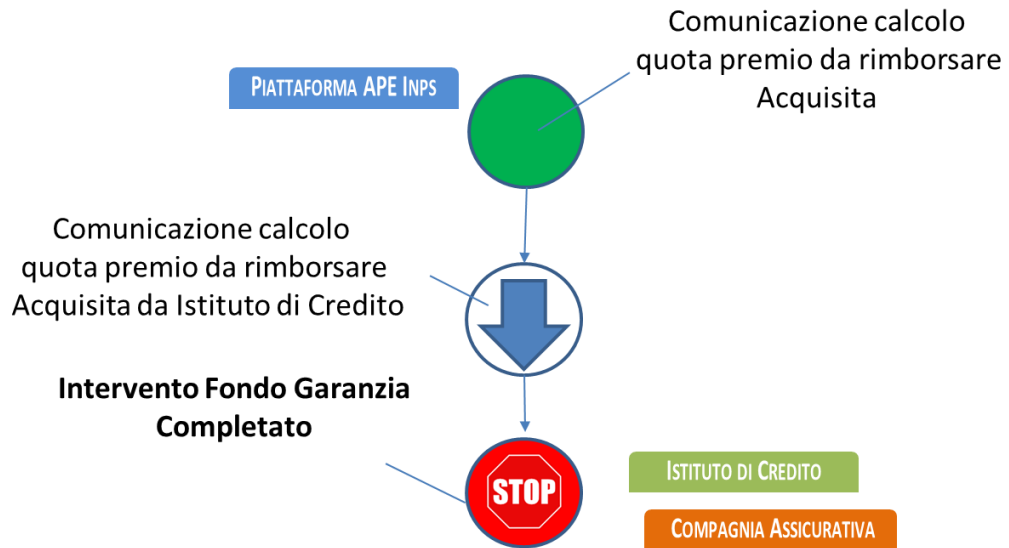 Comunicazione calcolo
quota premio da rimborsare
Acquisita
PIATTAFORMA APE INPS
Comunicazione calcolo
quota premio da rimborsare
Acquisita da Istituto di Credito
Intervento Fondo Garanzia
Completato
STOP
ISTITUTO DI CREDITO
COMPAGNIA ASSICURATIVA